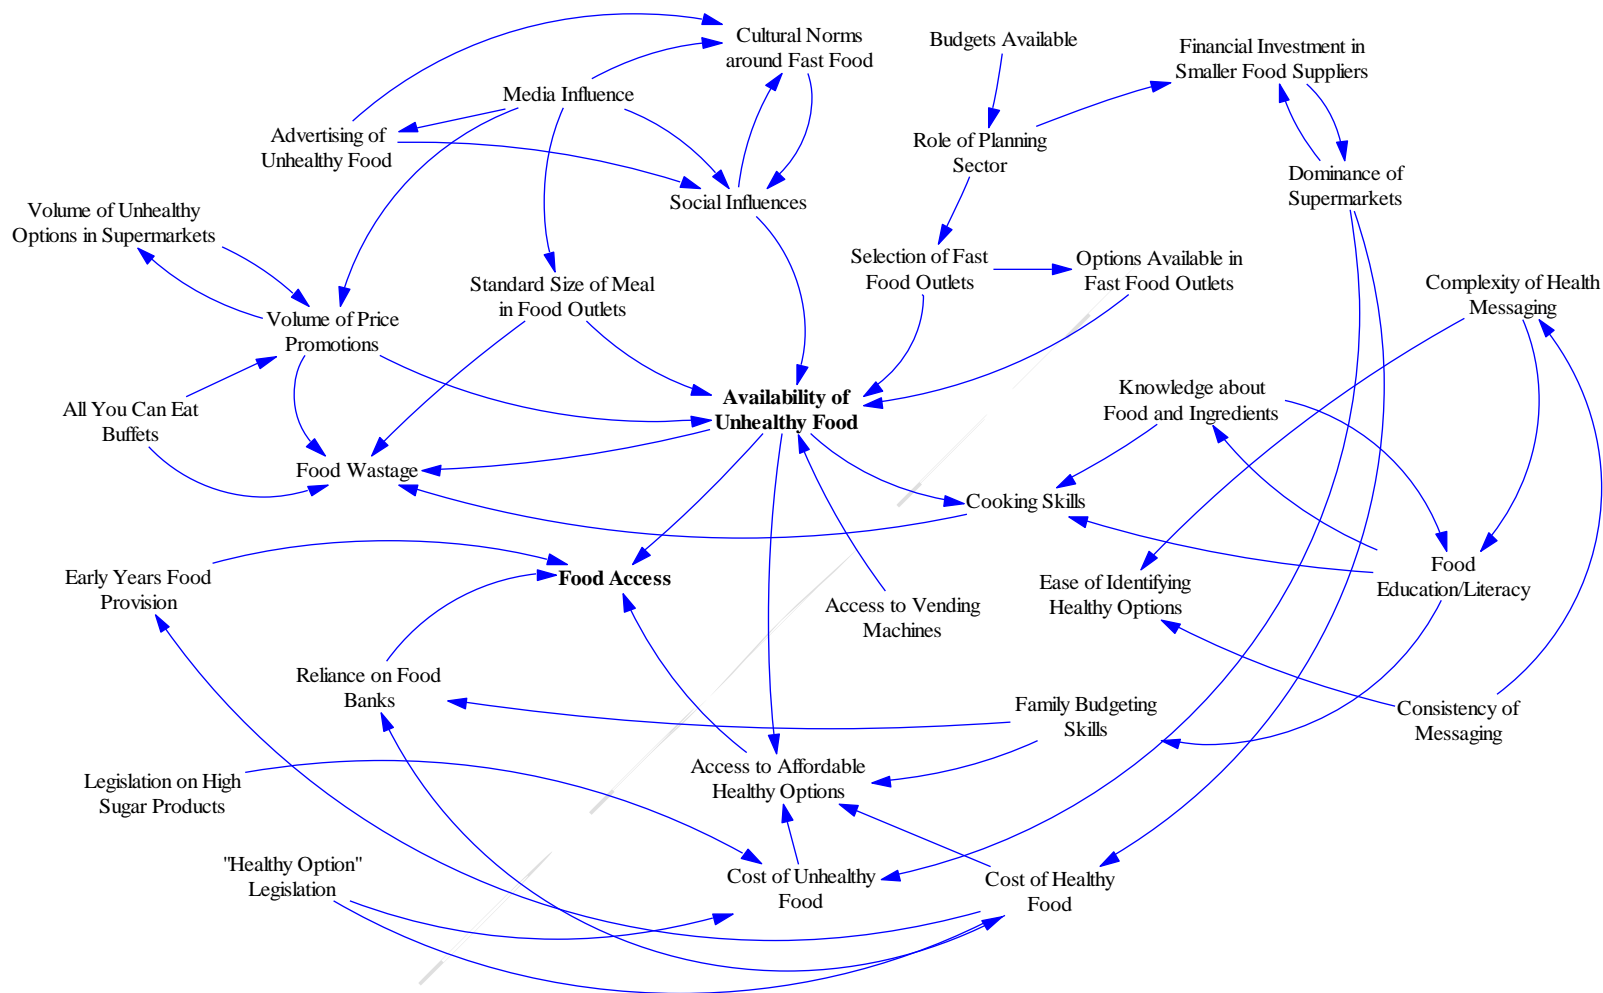 Cultural Norms
around Fast Food
Budgets Available
Financial Investment in
Smaller Food Suppliers
Media Influence
Advertising of
Unhealthy Food
Role of Planning
Sector
Dominance of
Supermarkets
Social Influences
Volume of Unhealthy
Options in Supermarkets
Selection of Fast
Food Outlets
Options Available in
Fast Food Outlets
Standard Size of Meal
in Food Outlets
Complexity of Health
Messaging
Volume of Price
Promotions
Availability of
Unhealthy Food
Knowledge about
Food and Ingredients
All You Can Eat
Buffets
Food Wastage
Cooking Skills
Early Years Food
Provision
Food Access
Access to Vending
Machines
Ease of Identifying
Healthy Options
Food
Education/Literacy
Reliance on Food
Banks
Family Budgeting
Skills
Consistency of
Messaging
Legislation on High
Sugar Products
Access to Affordable
Healthy Options
"Healthy Option"
Legislation
Cost of Unhealthy
Food
Cost of Healthy
Food